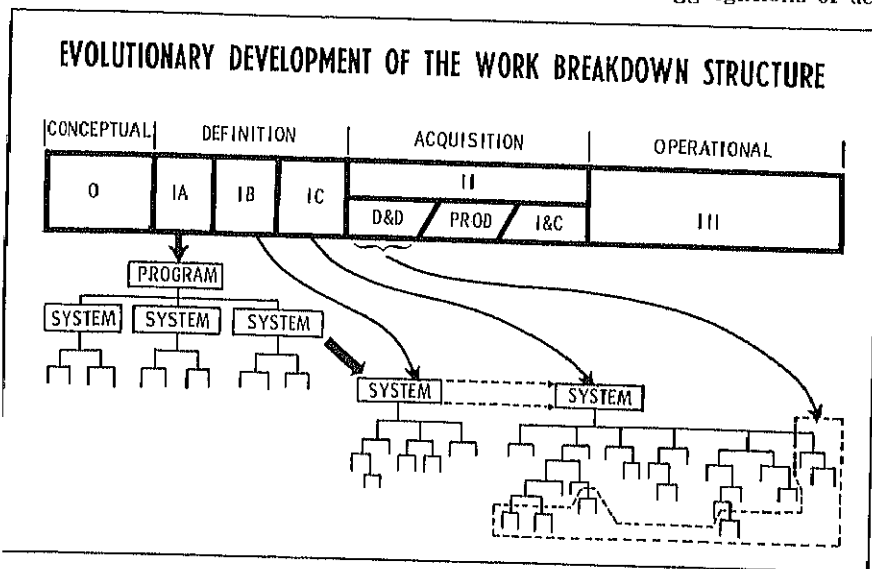 EVOLUTIONARY DEVELOPMENT OF THE WORK BREAKDOWN STRUCTURE
CONCEPTUAL DEFINITION ACQUISITION OPERATIONAL
0 IA IB IC II III
D&D PROD I&C
PROGRAM
SYSTEM SYSTEM SYSTEM
SYSTEM SYSTEM